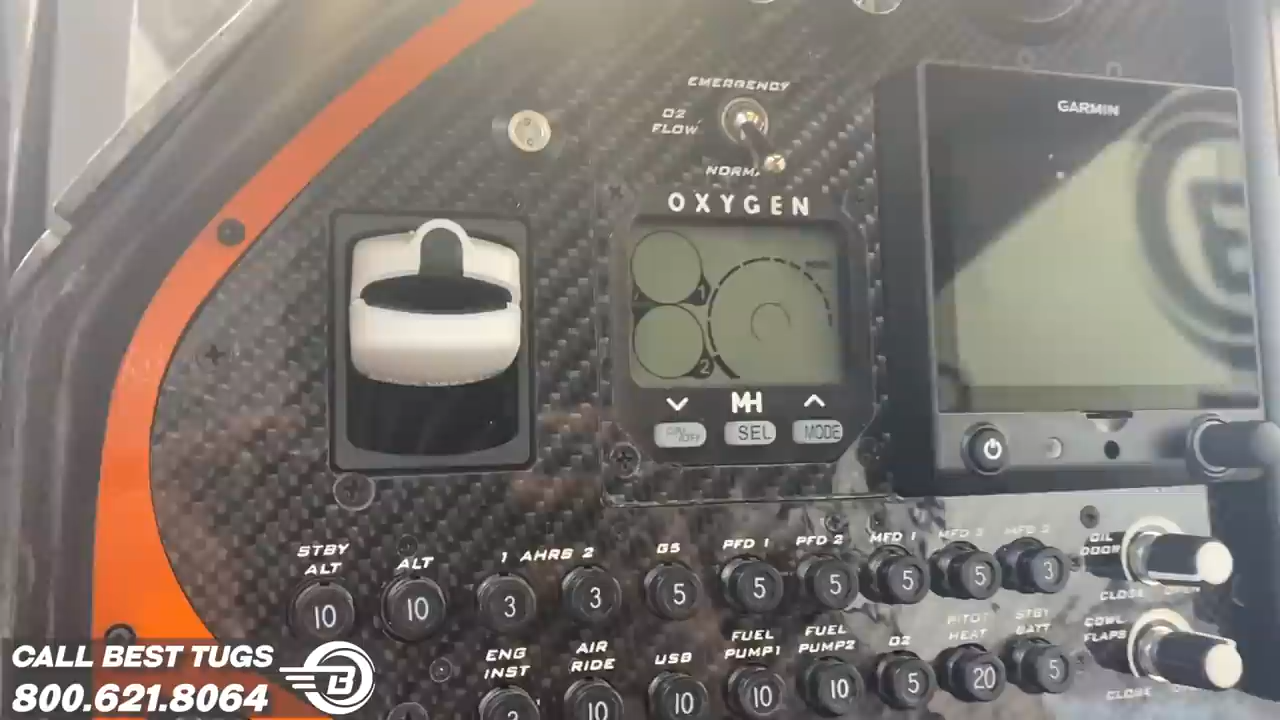 EMERGENCY
O2
FLOW
GARMIN
OXYGEN
1
2
MH
SEL
MODE
STBY
ALT
ALT
1 AHRS 2
GS
PFD 1
PFD 2
MFD 1
MFD 2
OIL
DOOR
10
10
3
3
5
5
5
5
5
3
CLOSE
OPEN
ENG
INST
AIR
RIDE
USB
FUEL
PUMP1
FUEL
PUMP2
O2
PITOT
HEAT
STBY
BATT
COWL
FLAPS
10
10
10
10
5
20
5
CLOSE
CALL BEST TUGS
800.621.8064
B